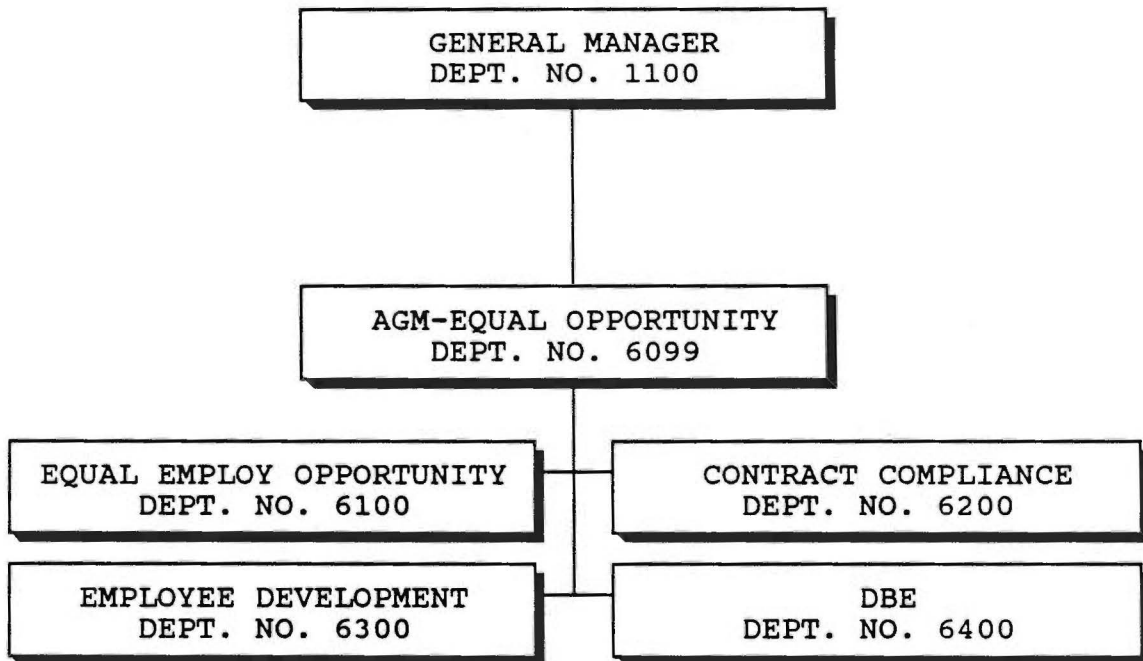 GENERAL MANAGER
DEPT. NO. 1100
AGM-EQUAL OPPORTUNITY
DEPT. NO. 6099
EQUAL EMPLOY OPPORTUNITY
DEPT. NO. 6100
CONTRACT COMPLIANCE
DEPT. NO. 6200
EMPLOYEE DEVELOPMENT
DEPT. NO. 6300
DBE
DEPT. NO. 6400